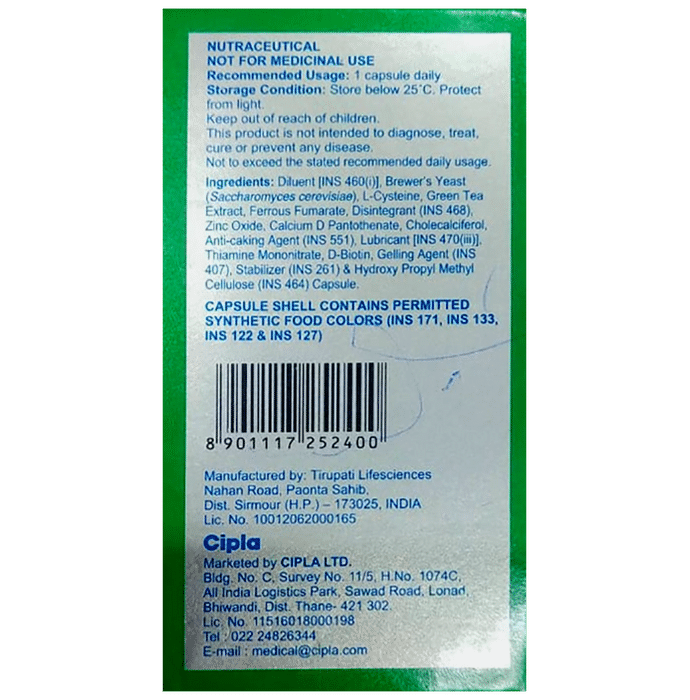 NUTRACEUTICAL
NOT FOR MEDICINAL USE
Recommended Usage: 1 capsule daily
Storage Condition: Store below 25°C. Protect
from light.
Keep out of reach of children.
This product is not intended to diagnose, treat,
cure or prevent any disease.
Not to exceed the stated recommended daily usage.
Ingredients: Diluent [INS 460(i)], Brewer's Yeast
(Saccharomyces cerevisiae), L-Cysteine, Green Tea
Extract, Ferrous Fumarate, Disintegrant (INS 468),
Zinc Oxide, Calcium D Pantothenate, Cholecalciferol,
Anti-caking Agent (INS 551), Lubricant [INS 470(iii)],
Thiamine Mononitrate, D-Biotin, Gelling Agent (INS
407), Stabilizer (INS 261) & Hydroxy Propyl Methyl
Cellulose (INS 464) Capsule.
CAPSULE SHELL CONTAINS PERMITTED
SYNTHETIC FOOD COLORS (INS 171, INS 133,
INS 122 & INS 127)
8 901117 252400
Manufactured by: Tirupati Lifesciences
Nahan Road, Paonta Sahib,
Dist. Sirmour (H.P.) – 173025, INDIA
Lic. No. 10012062000165
Cipla
Marketed by CIPLA LTD.
Bldg. No. C, Survey No. 11/5, H.No. 1074C,
All India Logistics Park, Sawad Road, Lonad,
Bhiwandi, Dist. Thane- 421 302.
Lic. No. 11516018000198
Tel : 022 24826344
E-mail : medical@cipla.com